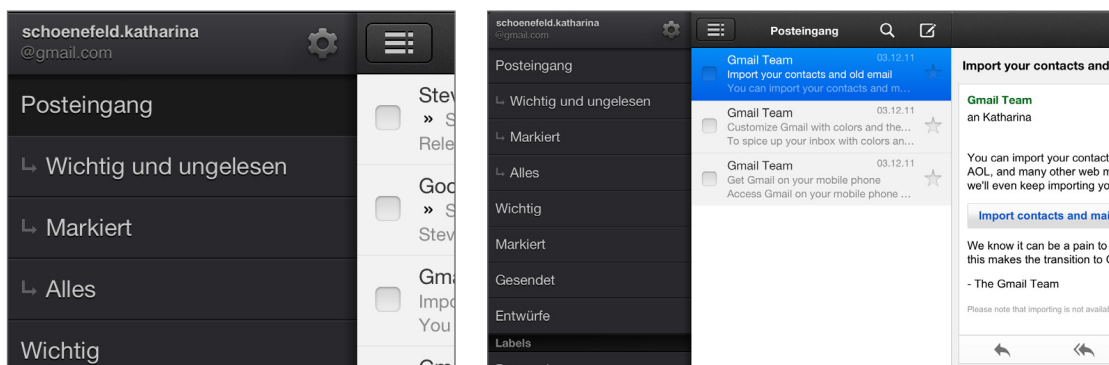 schoenefeld.katharina
@gmail.com
Posteingang
Wichtig und ungelesen
Markiert
Alles
Wichtig
»
Rele
»
Stev
Gma
Impo
You
schoenefeld.katharina
@gmail.com
Posteingang
Wichtig und ungelesen
Markiert
Alles
Wichtig
Markiert
Gesendet
Entwürfe
Labels
Posteingang
Gmail Team 03.12.11
Import your contacts and old email
You can import your contacts and m...
Gmail Team 03.12.11
Customize Gmail with colors and the...
To spice up your inbox with colors an...
Gmail Team 03.12.11
Get Gmail on your mobile phone
Access Gmail on your mobile phone ...
Import your contacts and
Gmail Team
an Katharina
You can import your contact
AOL, and many other web m
we'll even keep importing yo
Import contacts and mai
We know it can be a pain to
this makes the transition to
- The Gmail Team
Please note that importing is not availab